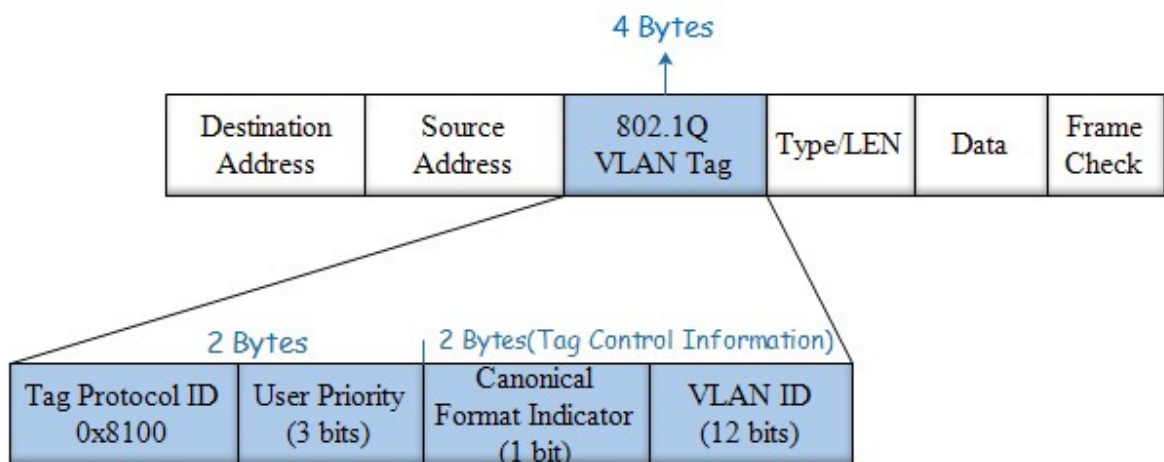 4 Bytes
Destination Address
Source Address
802.1Q VLAN Tag
Type/LEN
Data
Frame Check
2 Bytes
2 Bytes(Tag Control Information)
Tag Protocol ID 0x8100
User Priority (3 bits)
Canonical Format Indicator (1 bit)
VLAN ID (12 bits)